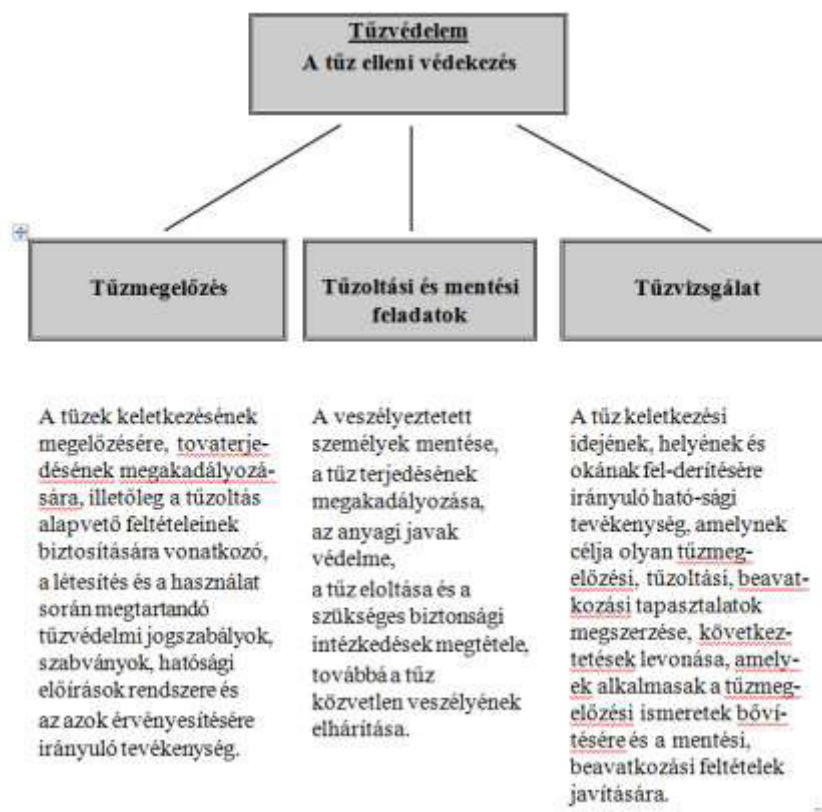 Tűzvédelem
A tűz elleni védekezés
Tűzmegelőzés
Tűzoltási és mentési
feladatok
Tűzvizsgálat
A tüzek keletkezésének
megelőzésére, tovaterje-
désének megakadályozá-
sára, illetőleg a tűzoltás
alapvető feltételeinek
biztosítására vonatkozó,
a létesítés és a használat
során megtartandó
tűzvédelmi jogszabályok,
szabványok, hatósági
előírások rendszere és
az azok érvényesítésére
irányuló tevékenység.
A veszélyeztetett
személyek mentése,
a tűz terjedésének
megakadályozása,
az anyagi javak
védelme,
a tűz eloltása és a
szükséges biztonsági
intézkedések megtétele,
továbbá a tűz
közvetlen veszélyének
elhárítása.
A tűz keletkezési
idejének, helyének és
okának fel-derítésére
irányuló ható-sági
tevékenység, amelynek
célja olyan tűzmeg-
előzési, tűzoltási, beavat-
kozási tapasztalatok
megszerzése, következ-
tetések levonása, amely-
ek alkalmasak a tűzmeg-
előzési ismeretek bőví-
tésére és a mentési,
beavatkozási feltételek
javítására.